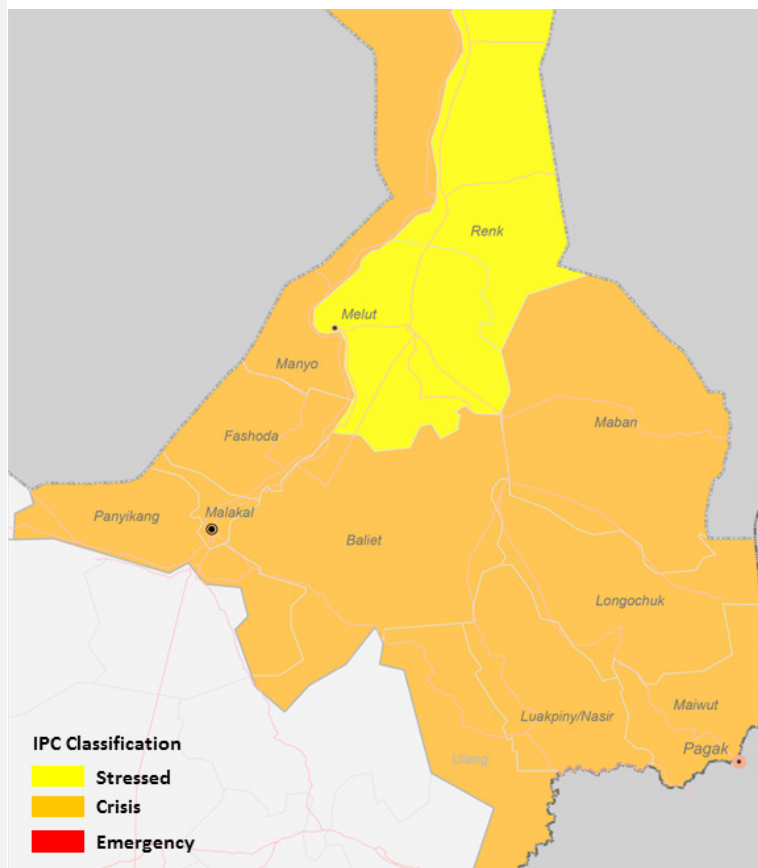 Renk
Melut
Manyo
Maban
Fashoda
Panyikang
Malakal
Baliet
Longochuk
Maiwut
Luakpiny/Nasir
Pagak
Ulang
IPC Classification
Stressed
Crisis
Emergency